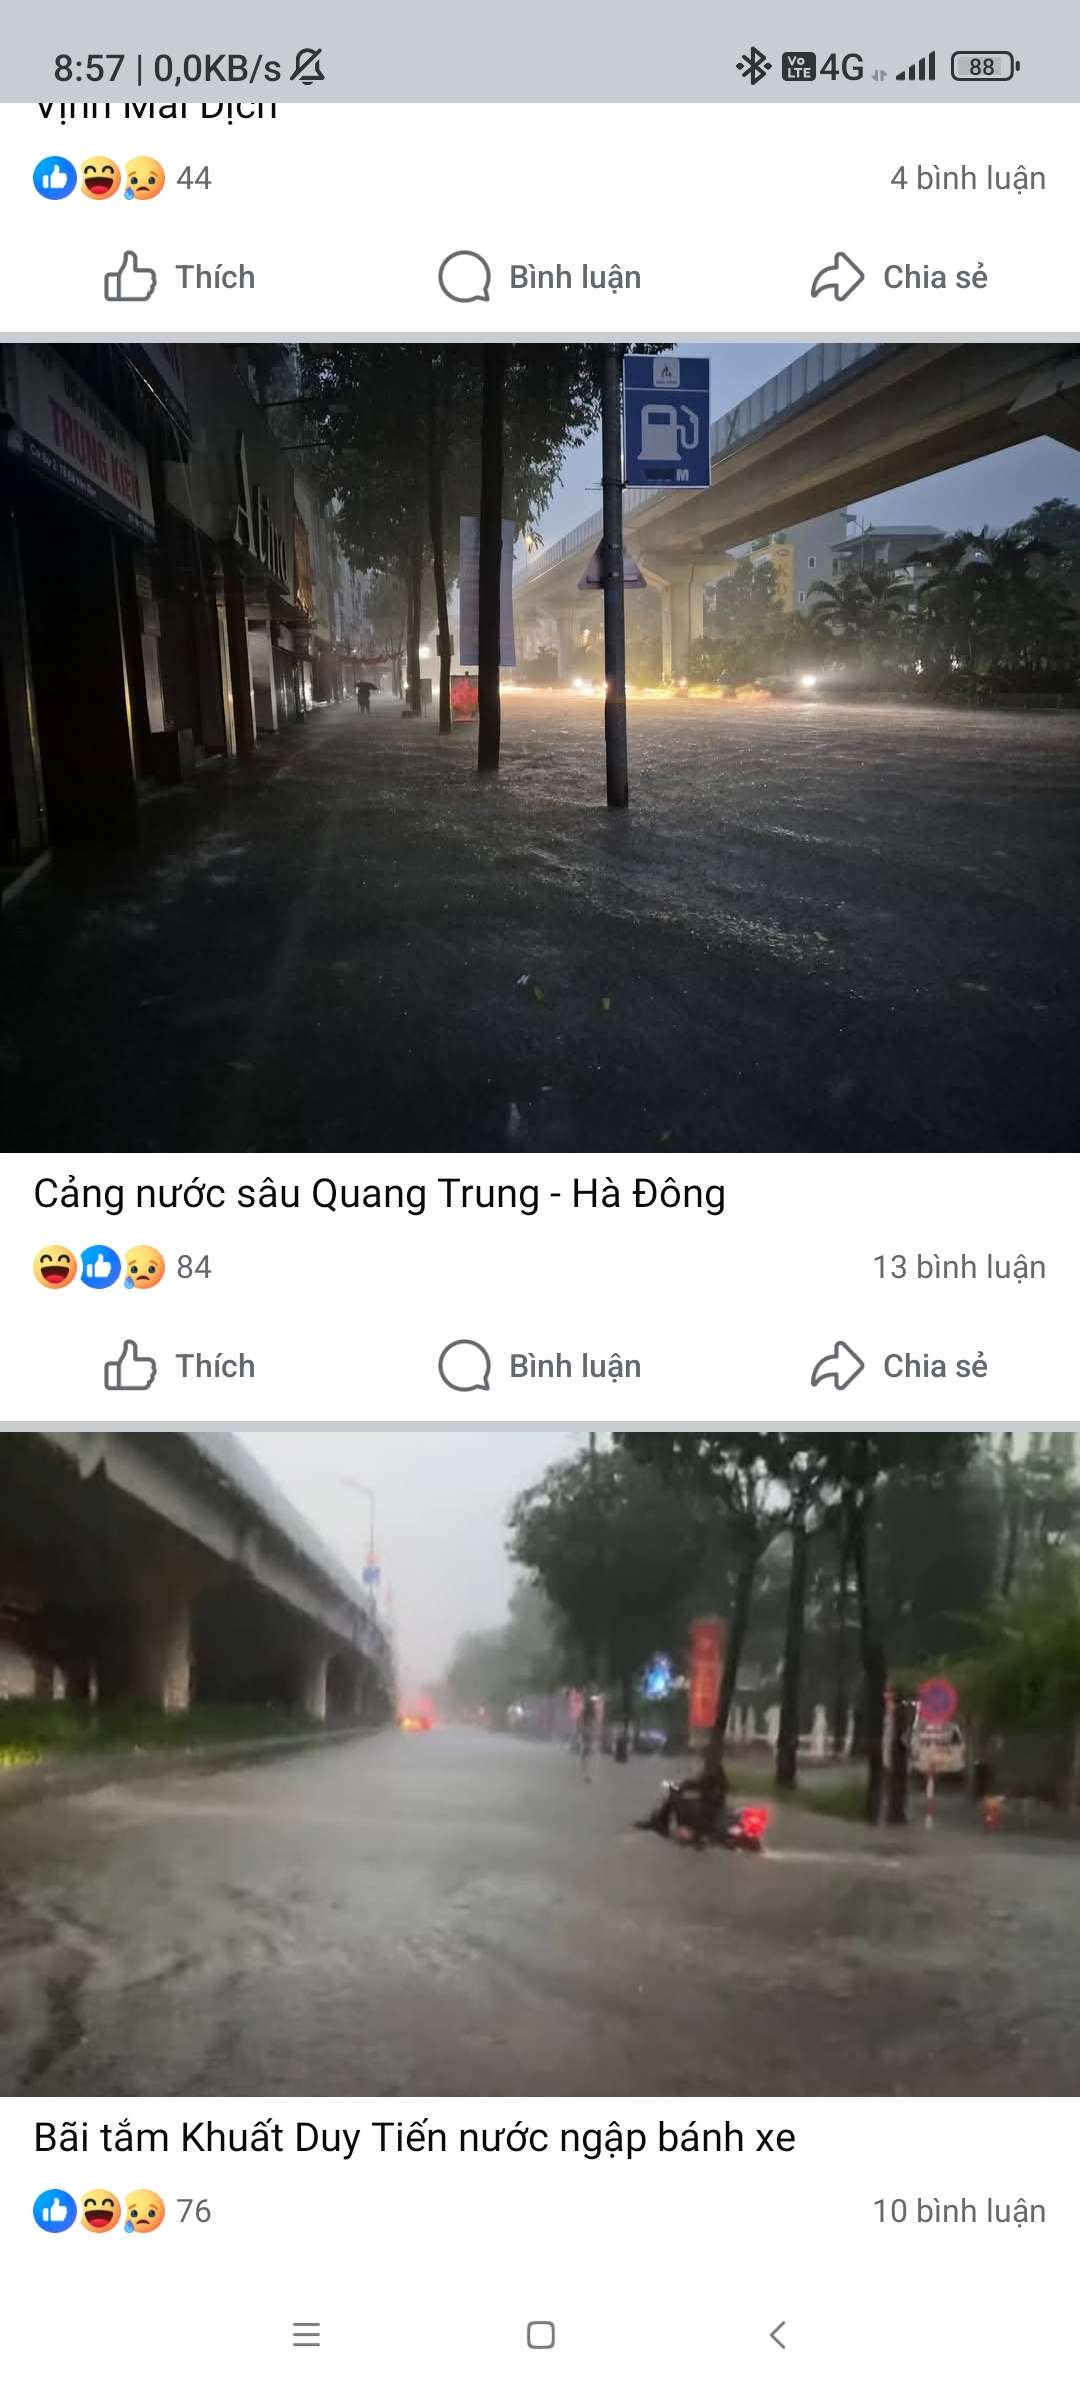 8:57 | 0,0KB/s
Vo LTE 4G 88
Vịnh Mai Dịch
44
4 bình luận
Thích
Bình luận
Chia sẻ
TRUNG KIÊN
M
Cảng nước sâu Quang Trung - Hà Đông
84
13 bình luận
Thích
Bình luận
Chia sẻ
Bãi tắm Khuất Duy Tiến nước ngập bánh xe
76
10 bình luận